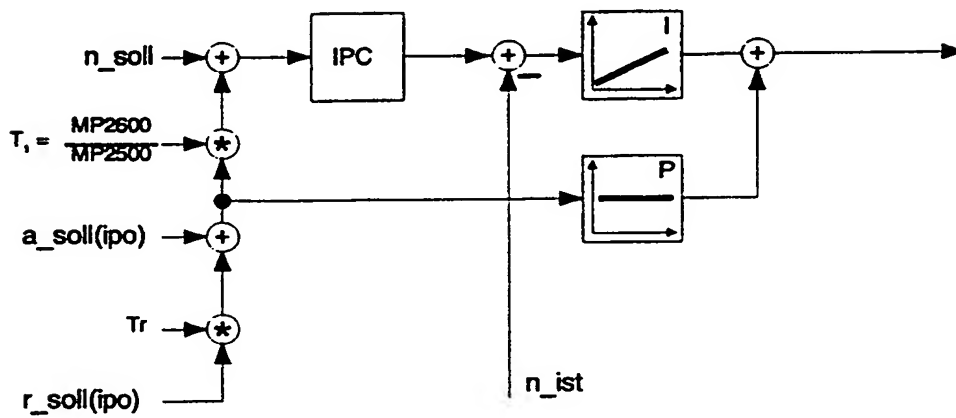 n_soll
+
IPC
+
−
I
+
T₁ = MP2600
MP2500
*
P
a_soll(ipo)
+
Tr
*
r_soll(ipo)
n_ist